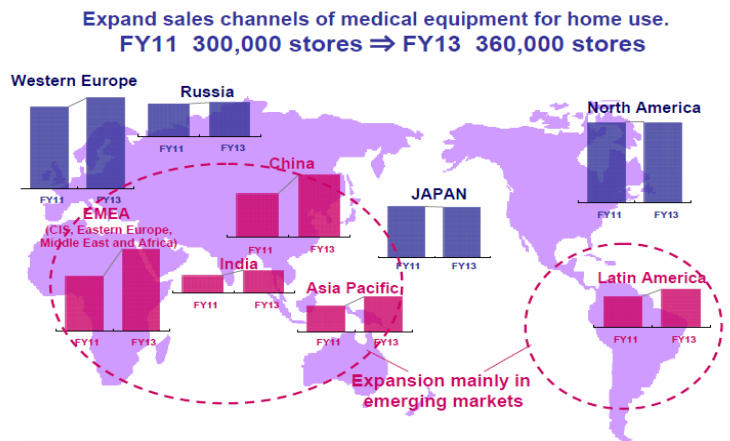 Expand sales channels of medical equipment for home use.
FY11 300,000 stores ⇒ FY13 360,000 stores
Western Europe
FY11 FY13
Russia
FY11 FY13
North America
FY11 FY13
China
FY11 FY13
JAPAN
FY11 FY13
EMEA
(CIS, Eastern Europe,
Middle East and Africa)
FY11 FY13
India
FY11 FY13
Asia Pacific
FY11 FY13
Latin America
FY11 FY13
Expansion mainly in
emerging markets